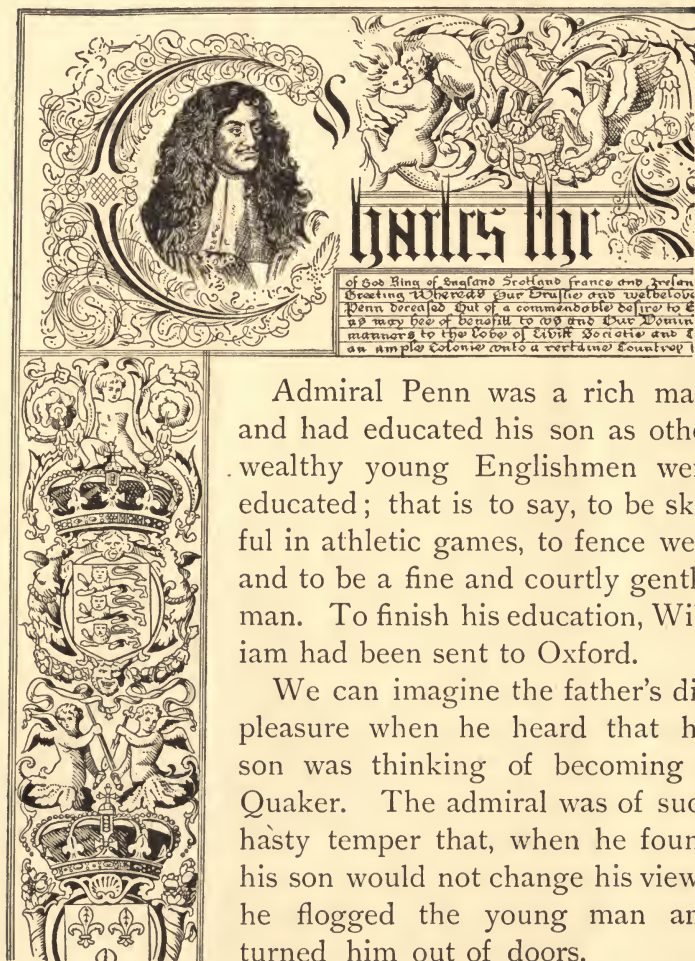 Charles The S
of God King of England Scotland France and Irelan
Greeting Whereas Our Trustie and welbelove
Penn deceased Out of a commendable desire to E
as may bee of benefitt to us and Our Domin
manners to the Love of Civill Societie and
an ample Colonie unto a certaine Countrey
Admiral Penn was a rich ma
and had educated his son as oth
wealthy young Englishmen we
educated; that is to say, to be sk
ful in athletic games, to fence we
and to be a fine and courtly gentl
man. To finish his education, Wi
iam had been sent to Oxford.
We can imagine the father's di
pleasure when he heard that h
son was thinking of becoming
Quaker. The admiral was of suc
hasty temper that, when he foun
his son would not change his view
he flogged the young man an
turned him out of doors.